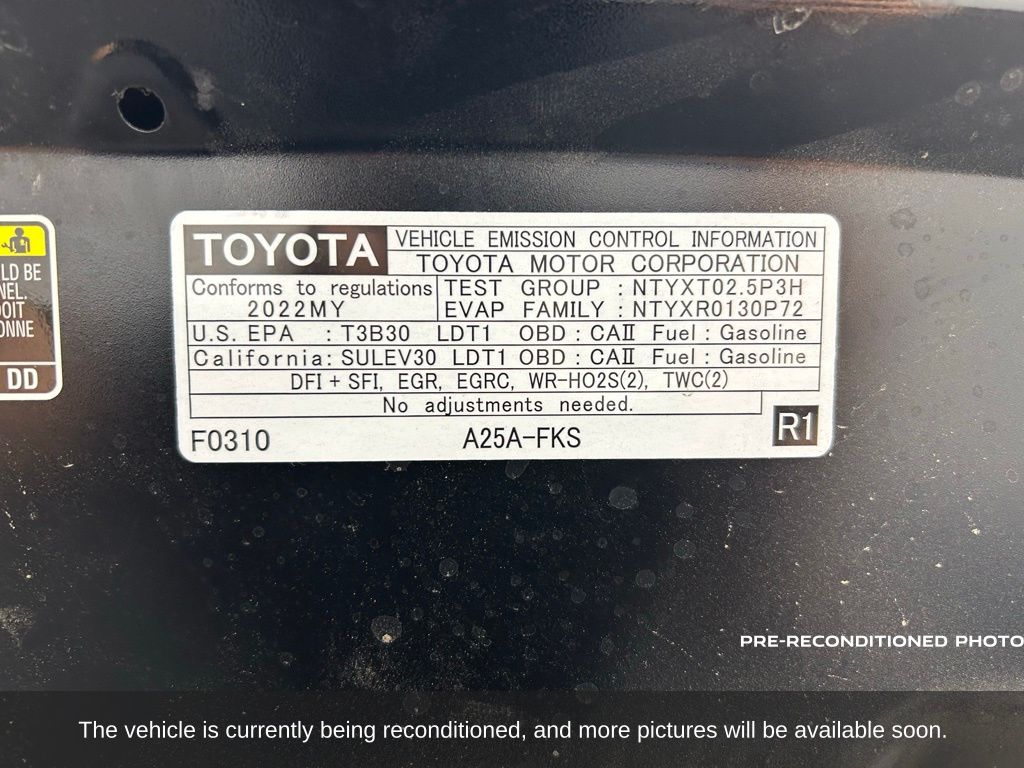 LD BE
NEL.
DOIT
ONNE
DD
TOYOTA
VEHICLE EMISSION CONTROL INFORMATION
TOYOTA MOTOR CORPORATION
Conforms to regulations
2022MY
TEST GROUP : NTYXT02.5P3H
EVAP FAMILY : NTYXR0130P72
U.S. EPA : T3B30 LDT1 OBD : CAII Fuel : Gasoline
California: SULEV30 LDT1 OBD : CAII Fuel : Gasoline
DFI + SFI, EGR, EGRC, WR-HO2S(2), TWC(2)
No adjustments needed.
F0310
A25A-FKS
R1
PRE-RECONDITIONED PHOTO
The vehicle is currently being reconditioned, and more pictures will be available soon.